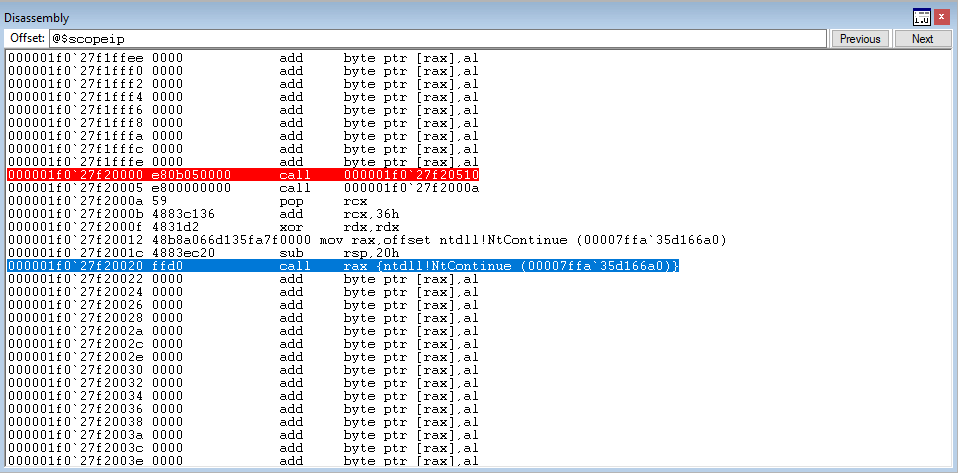 Disassembly
Offset: @$scopeip Previous Next
000001f0`27f1ffee 0000 add byte ptr [rax],al
000001f0`27f1fff0 0000 add byte ptr [rax],al
000001f0`27f1fff2 0000 add byte ptr [rax],al
000001f0`27f1fff4 0000 add byte ptr [rax],al
000001f0`27f1fff6 0000 add byte ptr [rax],al
000001f0`27f1fff8 0000 add byte ptr [rax],al
000001f0`27f1fffa 0000 add byte ptr [rax],al
000001f0`27f1fffc 0000 add byte ptr [rax],al
000001f0`27f1fffe 0000 add byte ptr [rax],al
000001f0`27f20000 e80b050000 call 000001f0`27f20510
000001f0`27f20005 e800000000 call 000001f0`27f2000a
000001f0`27f2000a 59 pop rcx
000001f0`27f2000b 4883c136 add rcx,36h
000001f0`27f2000f 4831d2 xor rdx,rdx
000001f0`27f20012 48b8a066d135fa7f0000 mov rax,offset ntdll!NtContinue (00007ffa`35d166a0)
000001f0`27f2001c 4883ec20 sub rsp,20h
000001f0`27f20020 ffd0 call rax {ntdll!NtContinue (00007ffa`35d166a0)}
000001f0`27f20022 0000 add byte ptr [rax],al
000001f0`27f20024 0000 add byte ptr [rax],al
000001f0`27f20026 0000 add byte ptr [rax],al
000001f0`27f20028 0000 add byte ptr [rax],al
000001f0`27f2002a 0000 add byte ptr [rax],al
000001f0`27f2002c 0000 add byte ptr [rax],al
000001f0`27f2002e 0000 add byte ptr [rax],al
000001f0`27f20030 0000 add byte ptr [rax],al
000001f0`27f20032 0000 add byte ptr [rax],al
000001f0`27f20034 0000 add byte ptr [rax],al
000001f0`27f20036 0000 add byte ptr [rax],al
000001f0`27f20038 0000 add byte ptr [rax],al
000001f0`27f2003a 0000 add byte ptr [rax],al
000001f0`27f2003c 0000 add byte ptr [rax],al
000001f0`27f2003e 0000 add byte ptr [rax],al